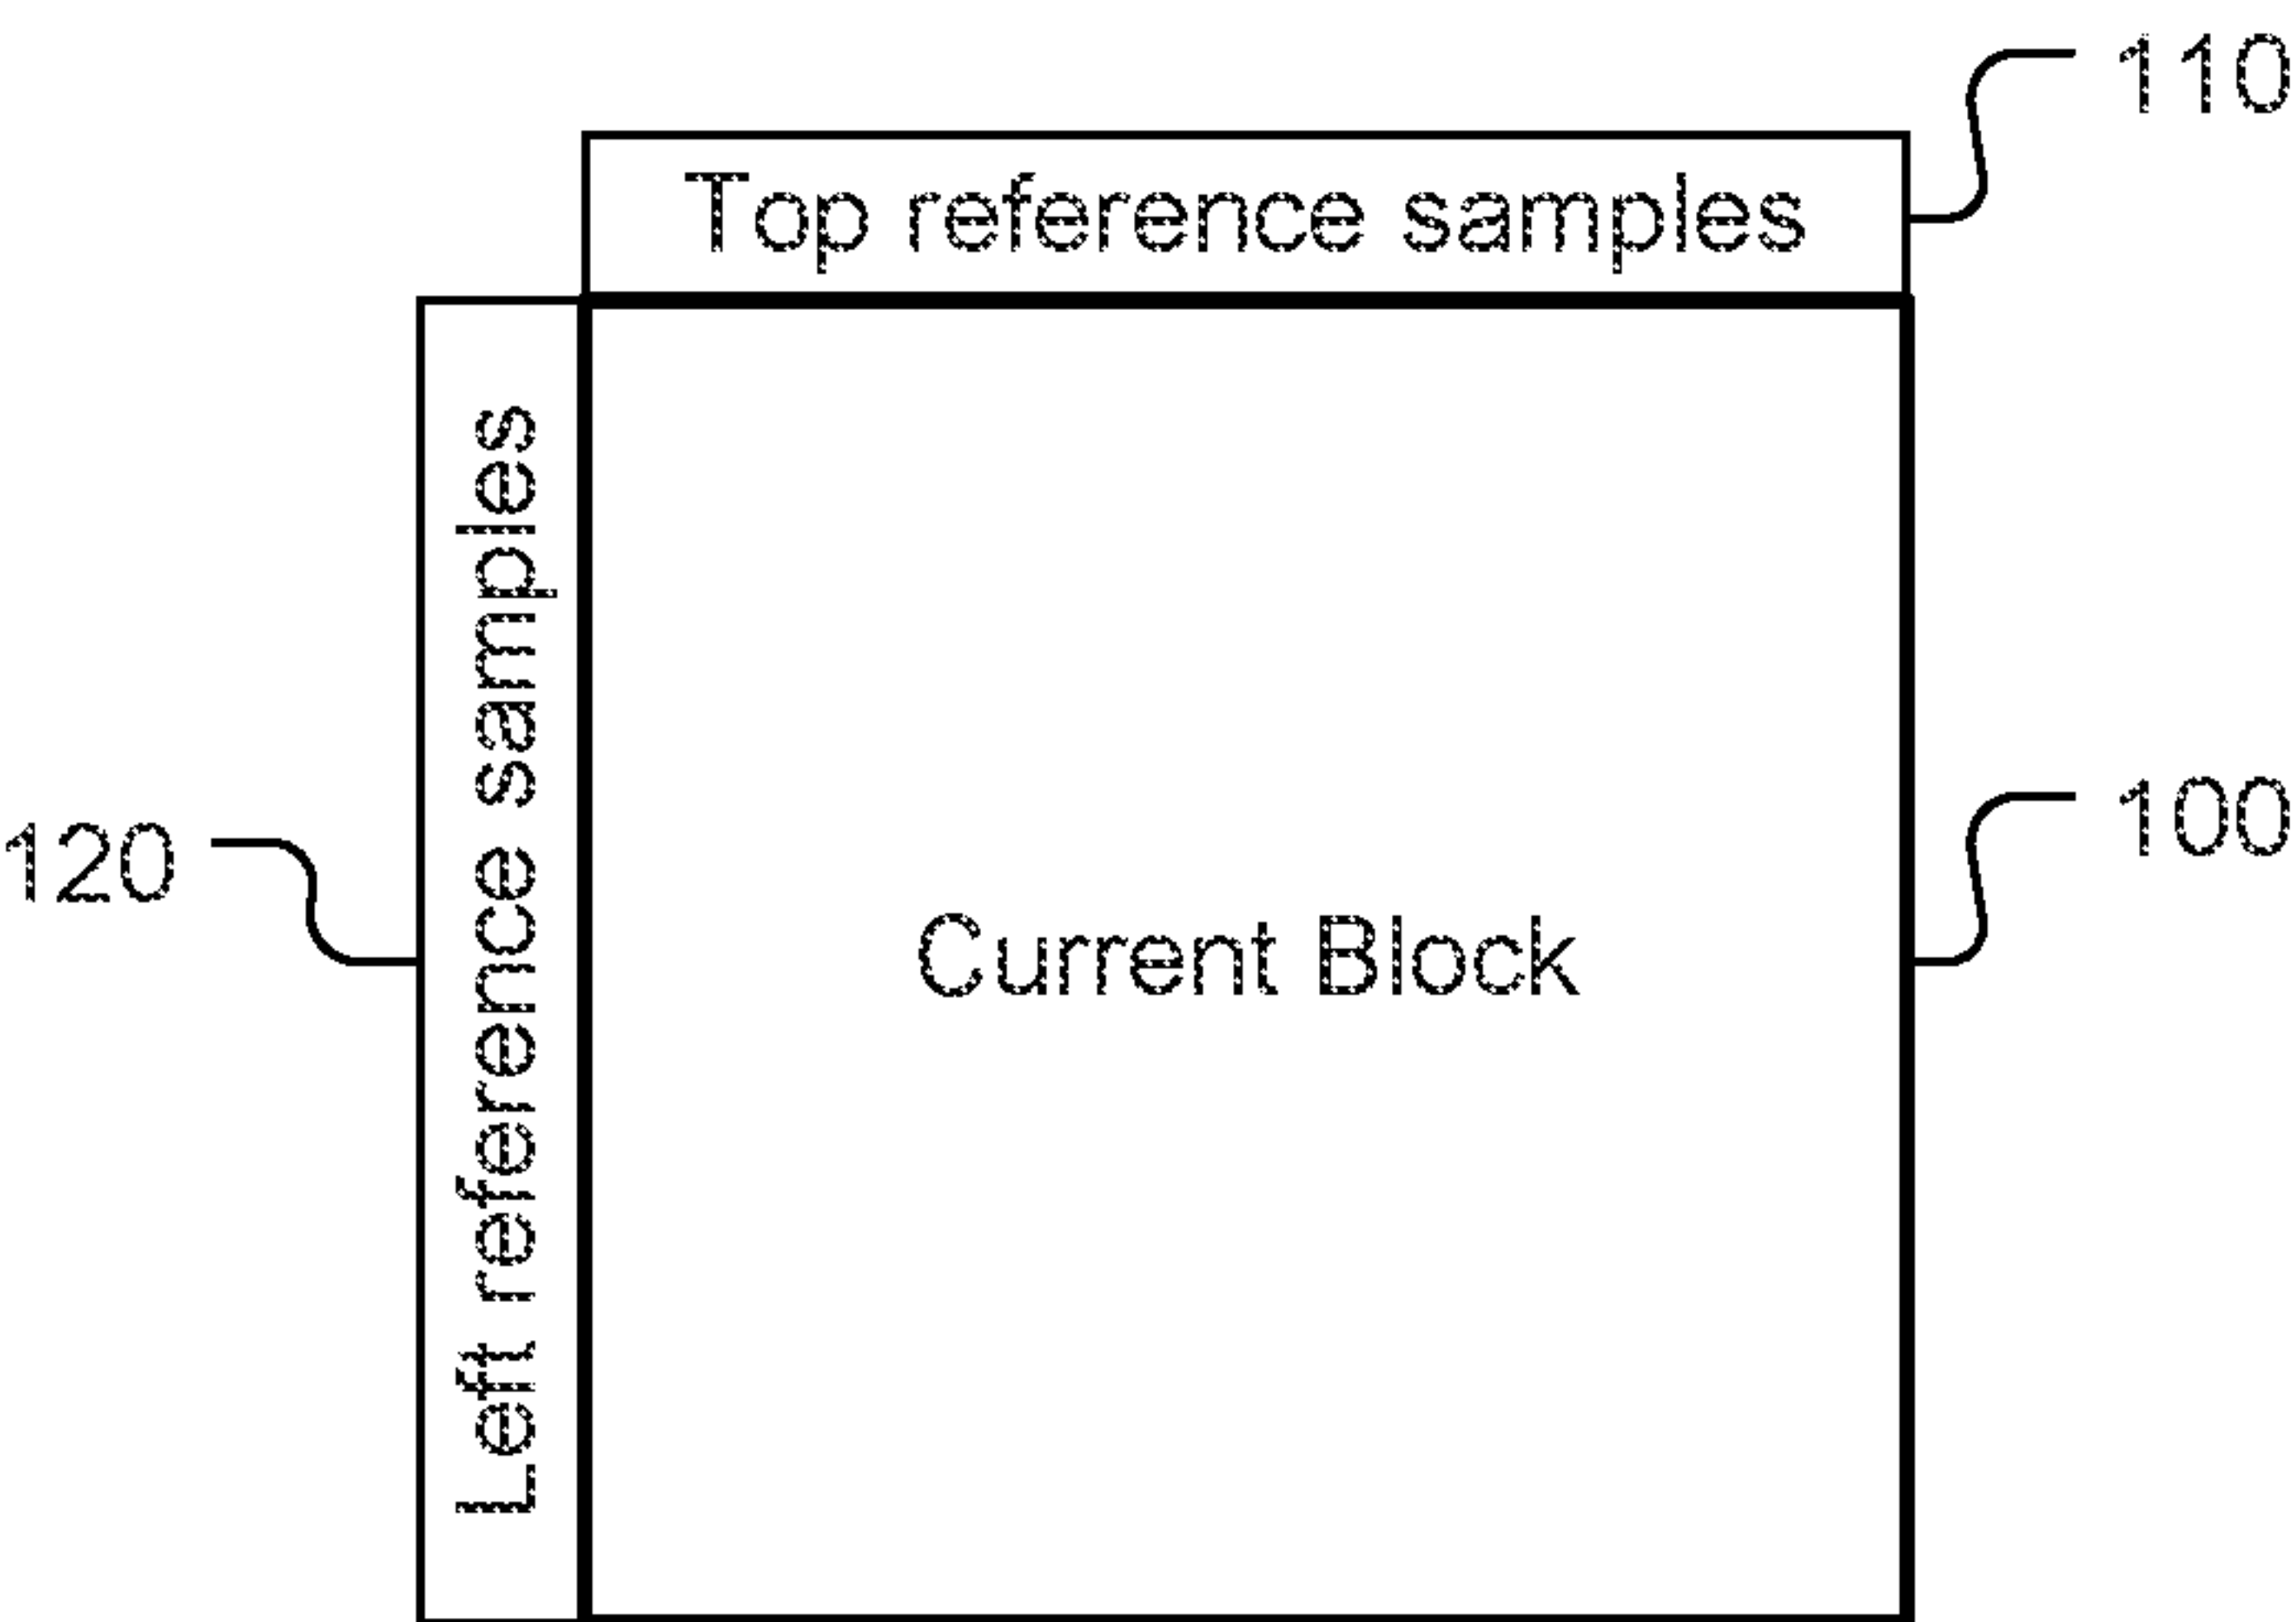 110
Top reference samples
Left reference samples
120
100
Current Block